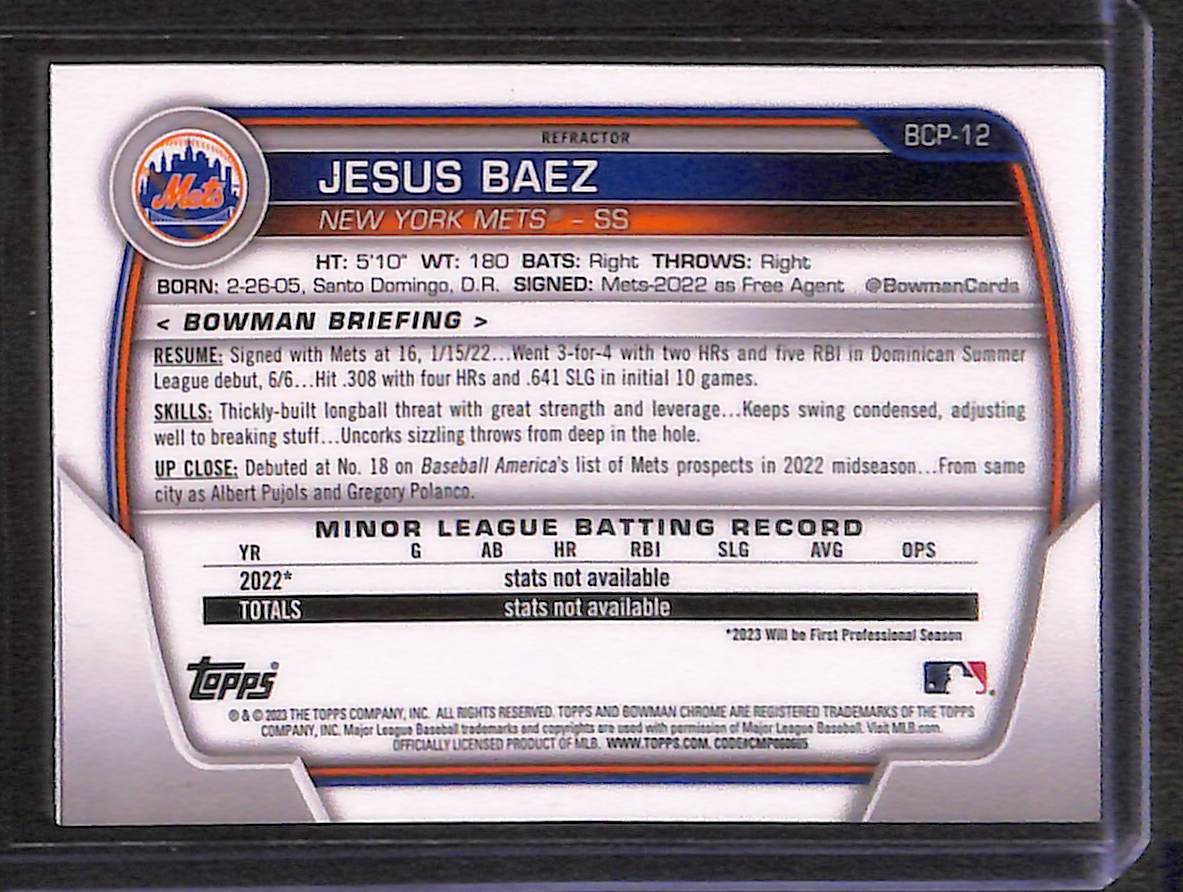 REFRACTOR
BCP-12
Mets
JESUS BAEZ
NEW YORK METS® - SS
HT: 5'10" WT: 180 BATS: Right THROWS: Right
BORN: 2-26-05, Santo Domingo, D.R. SIGNED: Mets-2022 as Free Agent @BowmanCards
< BOWMAN BRIEFING >
RESUME: Signed with Mets at 16, 1/15/22...Went 3-for-4 with two HRs and five RBI in Dominican Summer
League debut, 6/6...Hit .308 with four HRs and .641 SLG in initial 10 games.
SKILLS: Thickly-built longball threat with great strength and leverage...Keeps swing condensed, adjusting
well to breaking stuff...Uncorks sizzling throws from deep in the hole.
UP CLOSE: Debuted at No. 18 on Baseball America's list of Mets prospects in 2022 midseason...From same
city as Albert Pujols and Gregory Polanco.
MINOR LEAGUE BATTING RECORD
YR G AB HR RBI SLG AVG OPS
2022* stats not available
TOTALS stats not available
*2023 Will be First Professional Season
Topps®
® & © 2023 THE TOPPS COMPANY, INC. ALL RIGHTS RESERVED. TOPPS AND BOWMAN CHROME ARE REGISTERED TRADEMARKS OF THE TOPPS
COMPANY, INC. Major League Baseball trademarks and copyrights are used with permission of Major League Baseball. Visit MLB.com.
OFFICIALLY LICENSED PRODUCT OF MLB. WWW.TOPPS.COM.